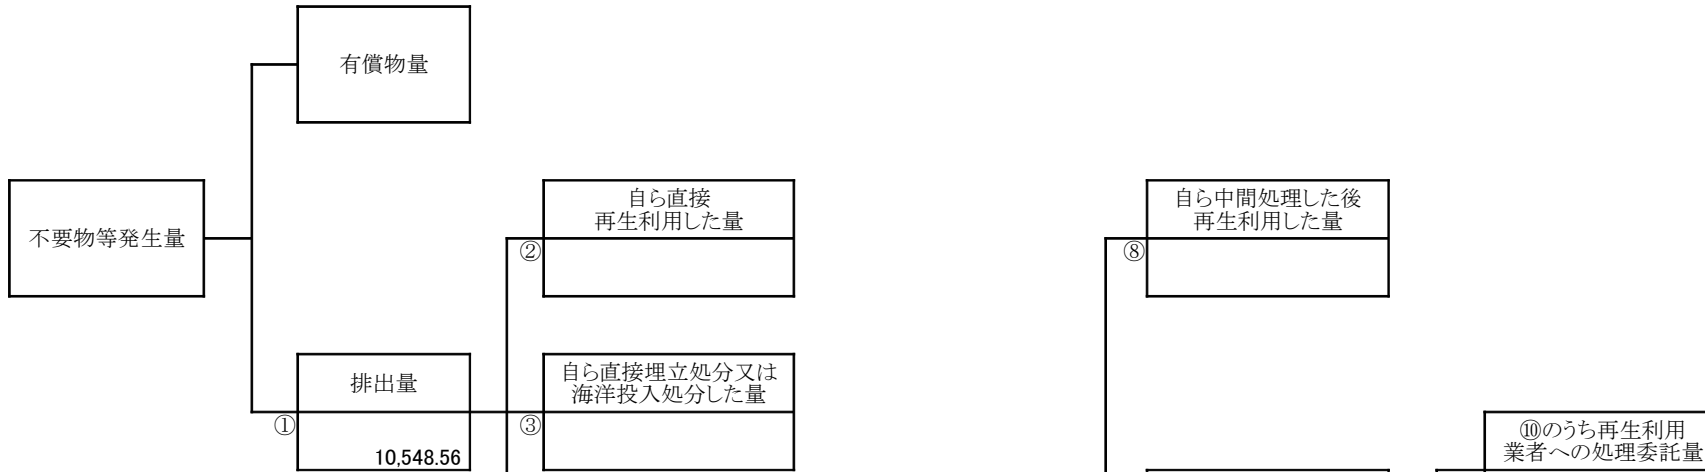 有償物量
不要物等発生量
自ら直接
再生利用した量
②
自ら中間処理した後
再生利用した量
⑧
排出量
①
10,548.56
自ら直接埋立処分又は
海洋投入処分した量
③
⑩のうち再生利用
業者への処理委託量